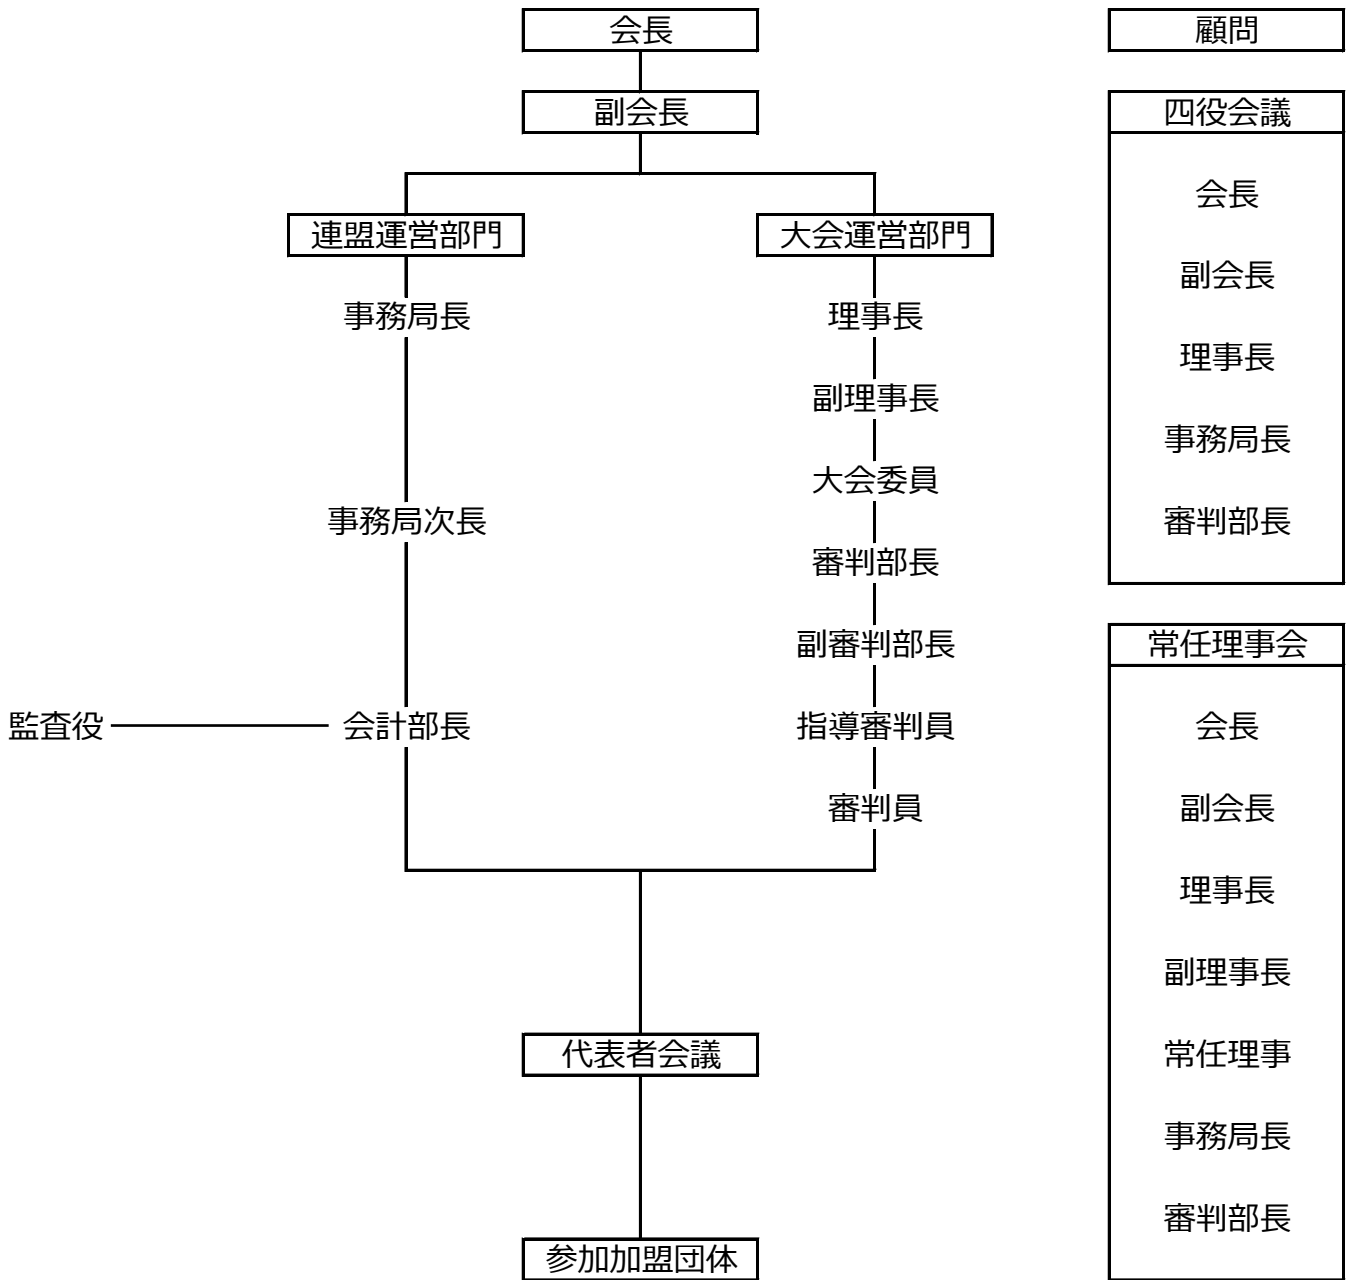 会長
副会長
連盟運営部門
大会運営部門
事務局長
理事長
副理事長
大会委員
事務局次長
審判部長
副審判部長
監査役
会計部長
指導審判員
審判員
代表者会議
参加加盟団体
顧問
四役会議
会長
副会長
理事長
事務局長
審判部長
常任理事会
会長
副会長
理事長
副理事長
常任理事
事務局長
審判部長